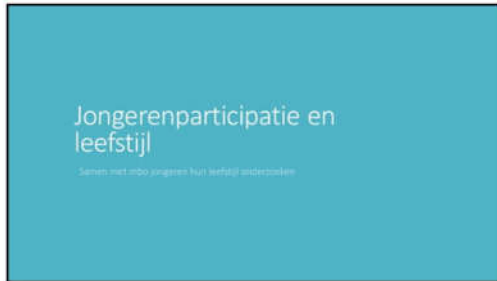 Jongerenparticipatie en
leefstijl
Samen met mbo jongeren hun leefstijl onderzoeken